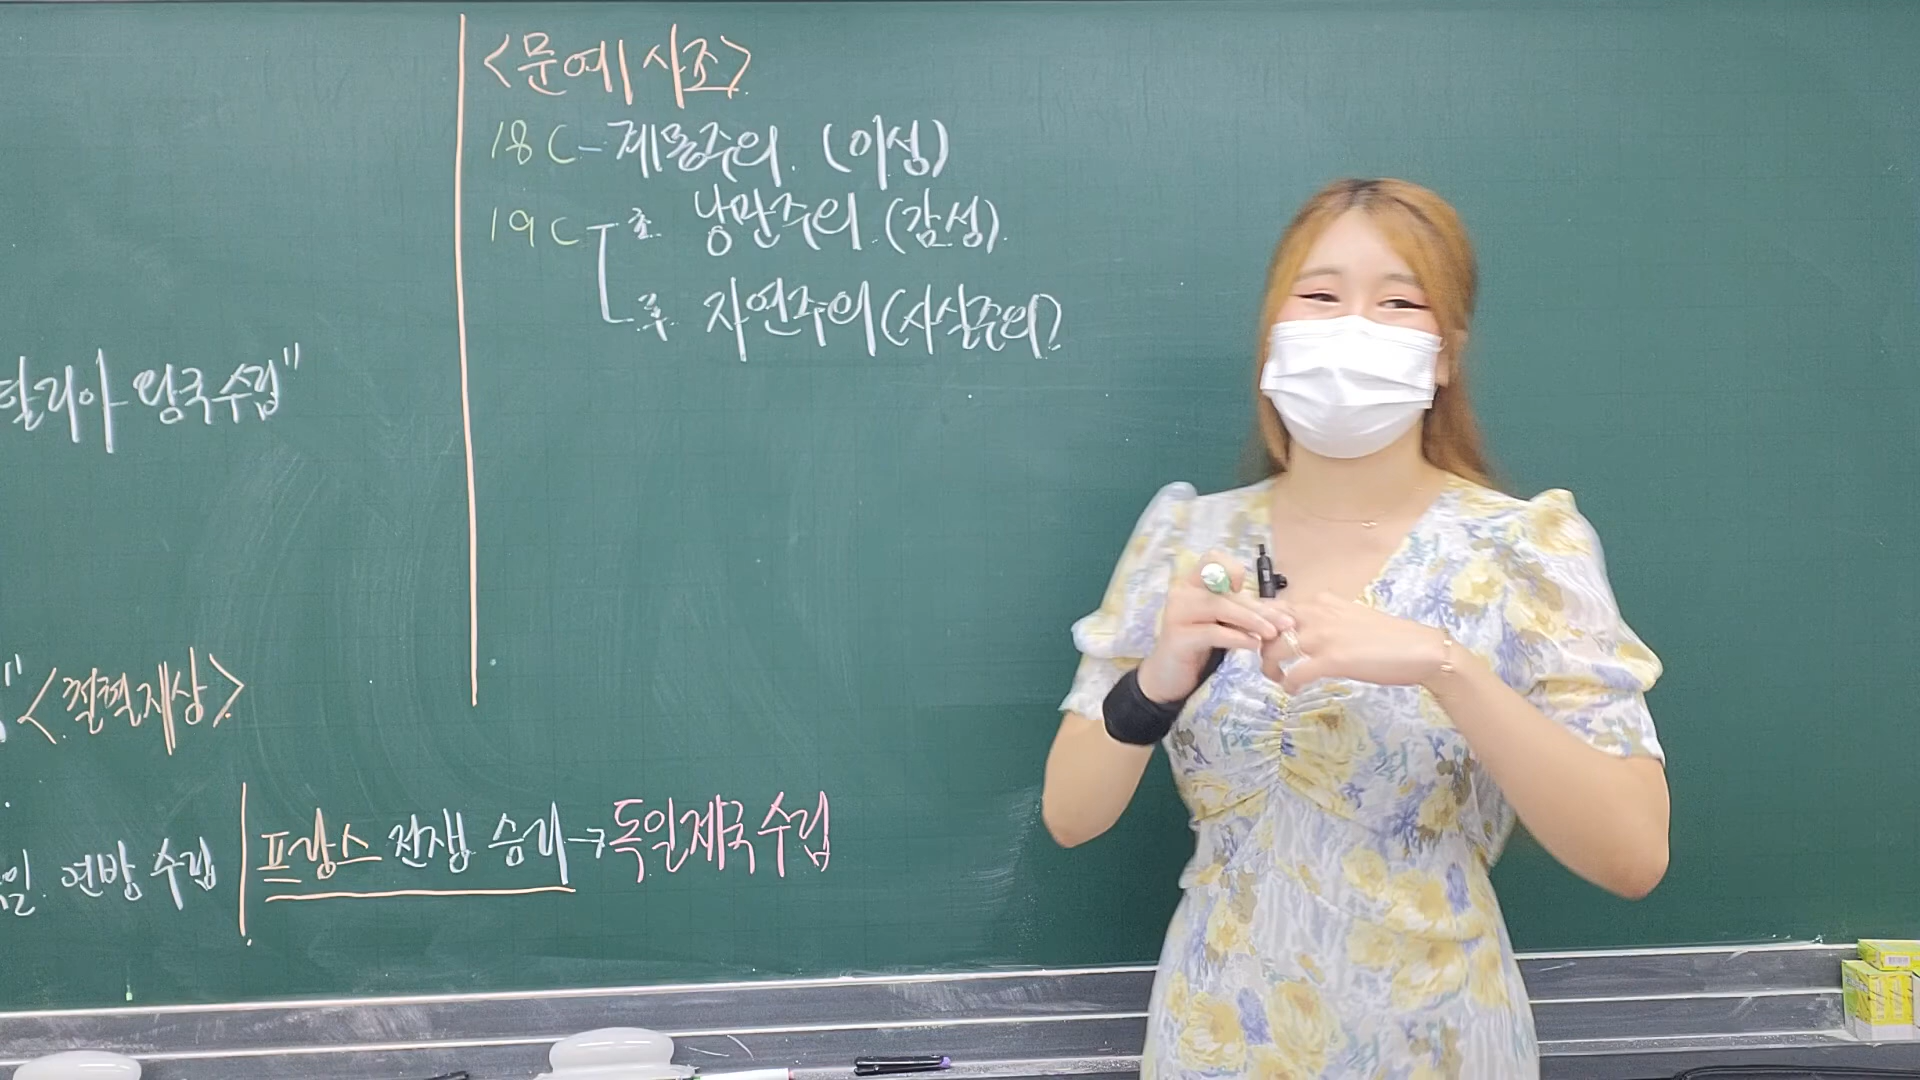 <문예사조>
18C - 계몽주의. (이성)
19C 초. 낭만주의. (감성).
후. 자연주의 (사실주의)
탈리아 왕국수립"
" <철혈재상>
일. 연방 수립 프랑스 전쟁 승리 → 독일제국 수립